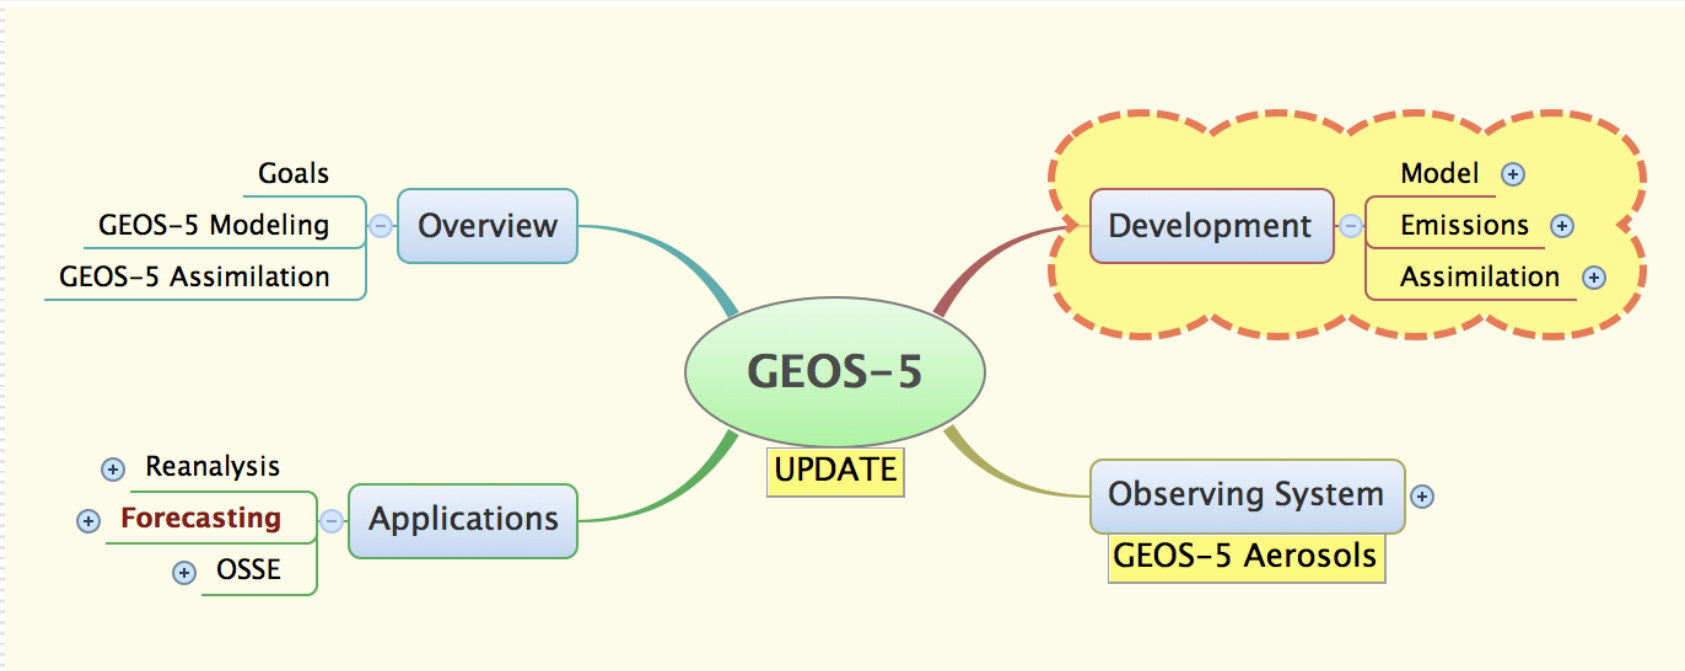 Goals
GEOS-5 Modeling
GEOS-5 Assimilation
Overview
Development
Model
Emissions
Assimilation
GEOS-5
UPDATE
Reanalysis
Forecasting
OSSE
Applications
Observing System
GEOS-5 Aerosols